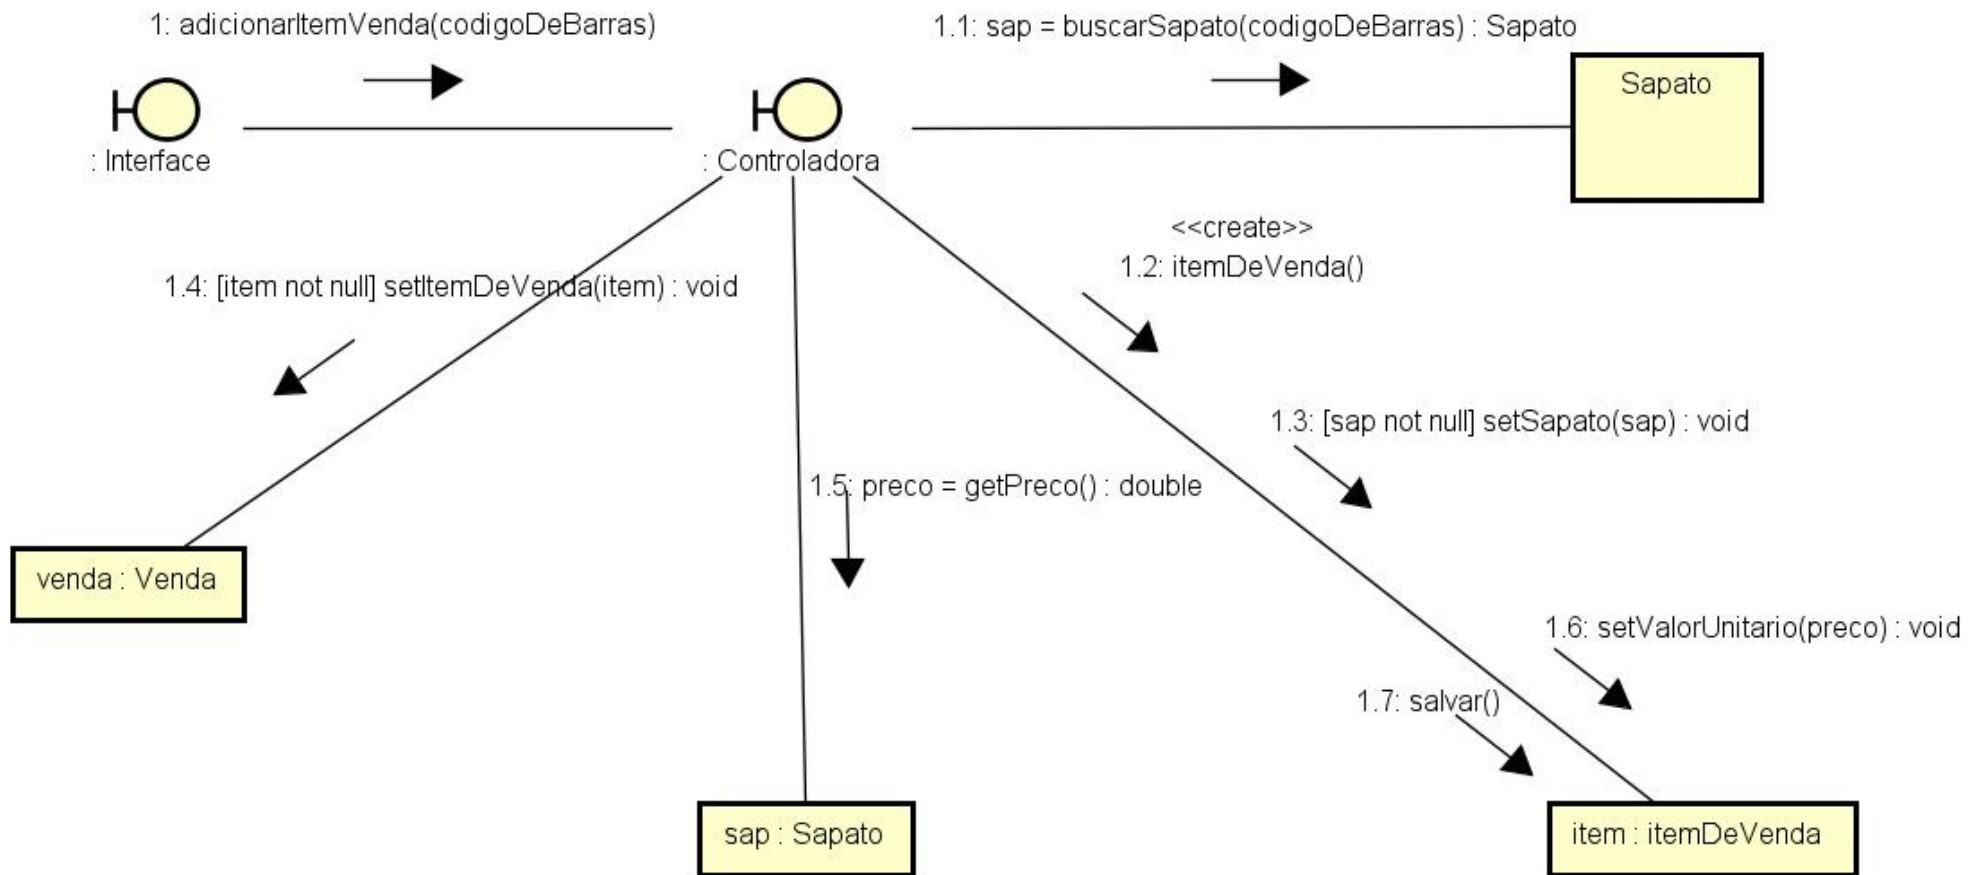 1: adicionarItemVenda(codigoDeBarras)
1.1: sap = buscarSapato(codigoDeBarras) : Sapato
Sapato
: Interface
: Controladora
<<create>>
1.2: itemDeVenda()
1.4: [item not null] setItemDeVenda(item) : void
1.3: [sap not null] setSapato(sap) : void
1.5: preco = getPreco() : double
venda : Venda
1.6: setValorUnitario(preco) : void
1.7: salvar()
sap : Sapato
item : itemDeVenda